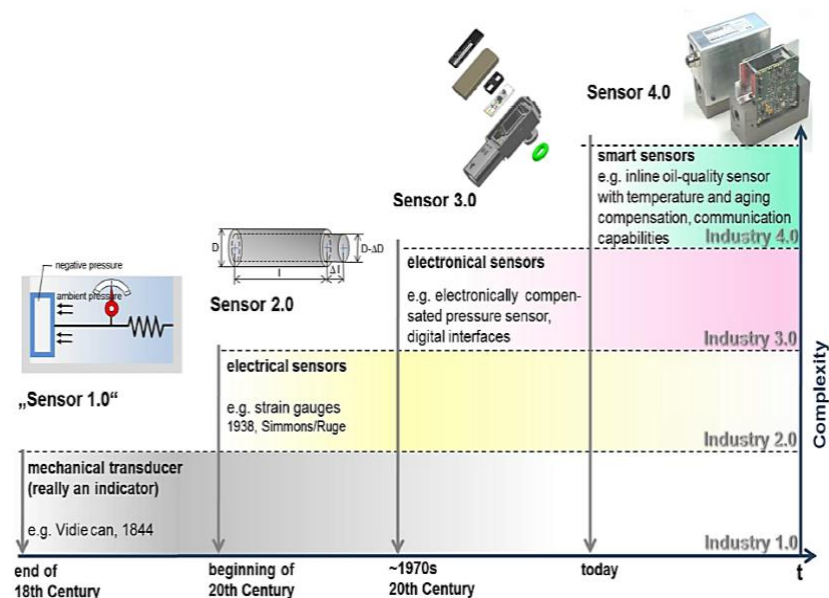 Sensor 4.0
smart sensors
e.g. inline oil-quality sensor
with temperature and aging
compensation, communication
capabilities
Industry 4.0
Sensor 3.0
electronical sensors
e.g. electronically compen-
sated pressure sensor,
digital interfaces
Industry 3.0
D
D-ΔD
l
Δl
Sensor 2.0
electrical sensors
e.g. strain gauges
1938, Simmons/Ruge
Industry 2.0
negative pressure
ambient pressure
„Sensor 1.0“
mechanical transducer
(really an indicator)
e.g. Vidie can, 1844
Industry 1.0
Complexity
end of
18th Century
beginning of
20th Century
~1970s
20th Century
today
t